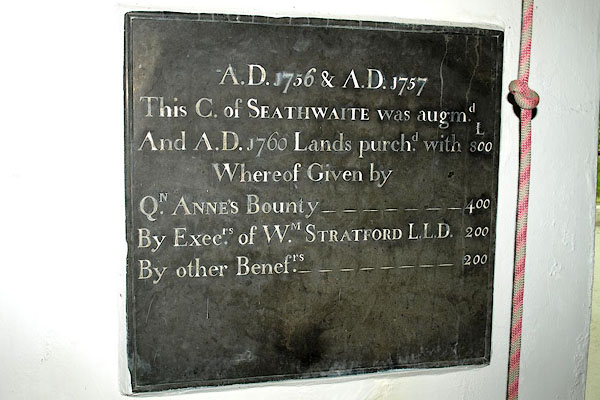 A.D. 1756 & A.D. 1757
This C. of SEATHWAITE was augm.d
And A.D. 1760 Lands purch.d with 800 L
Whereof Given by
Q.N ANNE'S Bounty 400
By Exec.rs of W.M STRATFORD L.L.D. 200
By other Benef.rs 200